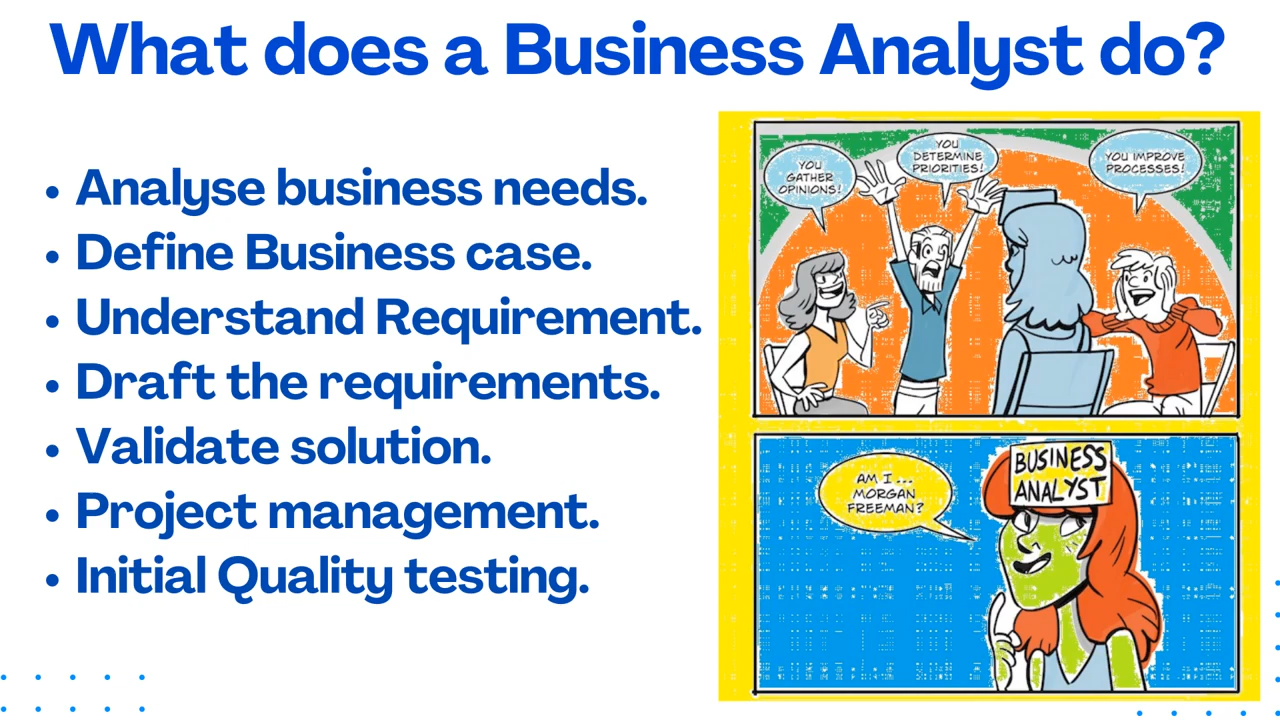 What does a Business Analyst do?
• Analyse business needs.
• Define Business case.
• Understand Requirement.
• Draft the requirements.
• Validate solution.
• Project management.
• Initial Quality testing.
YOU
GATHER
OPINIONS!
YOU
DETERMINE
PRIORITIES!
YOU IMPROVE
PROCESSES!
AM I ...
MORGAN
FREEMAN?
BUSINESS
ANALYST